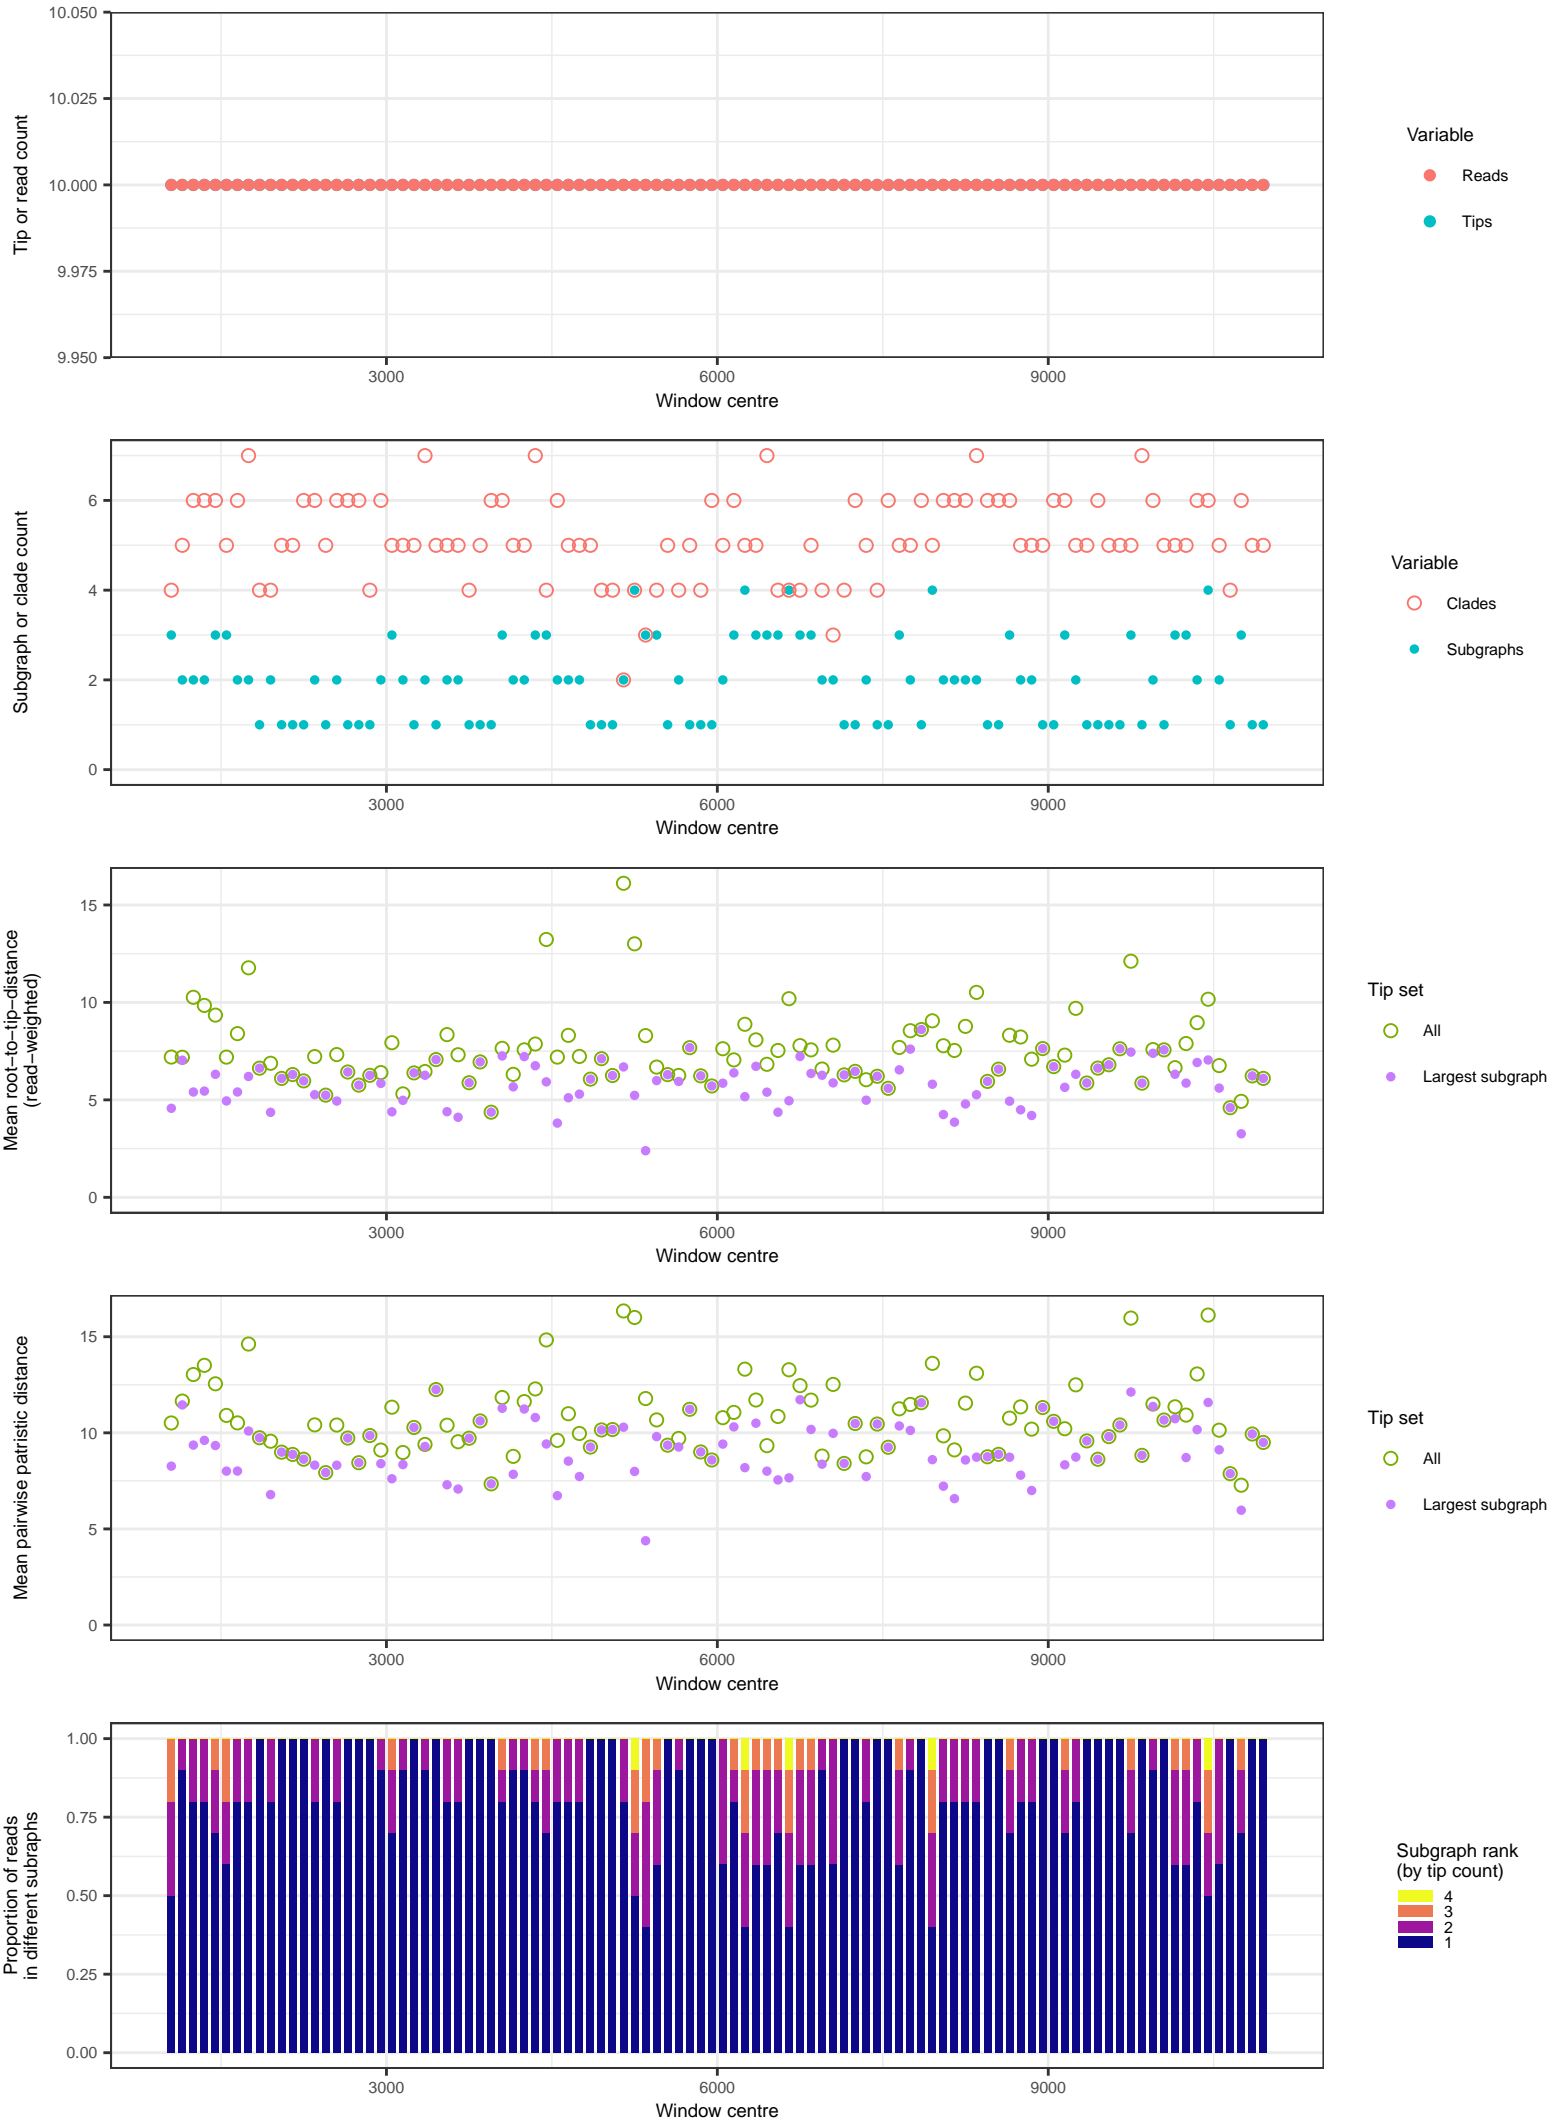 10.050
10.025
10.000
9.975
9.950
Tip or read count
3000
6000
9000
Window centre
Variable
Reads
Tips
6
4
2
0
Subgraph or clade count
3000
6000
9000
Window centre
Variable
Clades
Subgraphs
15
10
5
0
Mean root−to−tip−distance
(read−weighted)
3000
6000
9000
Window centre
Tip set
All
Largest subgraph
15
10
5
0
Mean pairwise patristic distance
3000
6000
9000
Window centre
Tip set
All
Largest subgraph
1.00
0.75
0.50
0.25
0.00
Proportion of reads
in different subraphs
3000
6000
9000
Window centre
Subgraph rank
(by tip count)
4
3
2
1